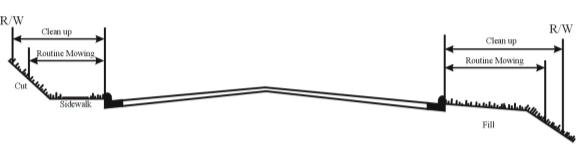 R/W
Clean up
Routine Mowing
Cut
Sidewalk
R/W
Clean up
Routine Mowing
Fill